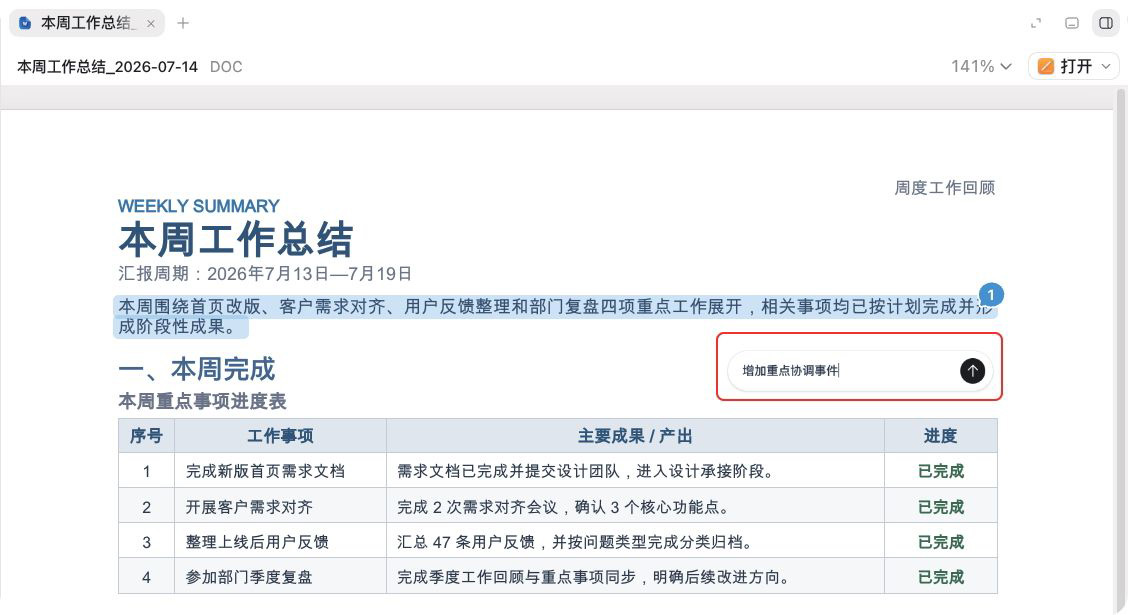 本周工作总结_
本周工作总结_2026-07-14 DOC
141%
打开
周度工作回顾
WEEKLY SUMMARY
本周工作总结
汇报周期：2026年7月13日—7月19日
1
本周围绕首页改版、客户需求对齐、用户反馈整理和部门复盘四项重点工作展开，相关事项均已按计划完成并形
成阶段性成果。
增加重点协调事件
一、本周完成
本周重点事项进度表
序号 工作事项 主要成果 / 产出 进度
1 完成新版首页需求文档 需求文档已完成并提交设计团队，进入设计承接阶段。 已完成
2 开展客户需求对齐 完成 2 次需求对齐会议，确认 3 个核心功能点。 已完成
3 整理上线后用户反馈 汇总 47 条用户反馈，并按问题类型完成分类归档。 已完成
4 参加部门季度复盘 完成季度工作回顾与重点事项同步，明确后续改进方向。 已完成